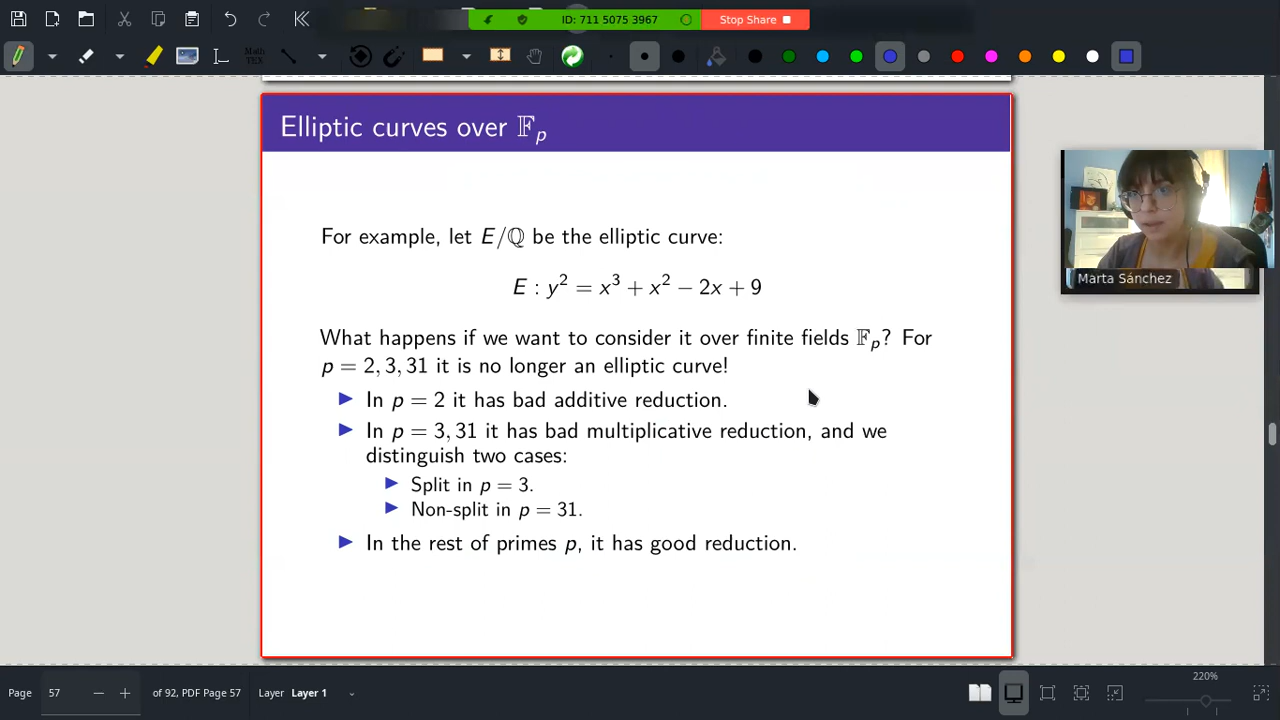 ID: 711 5075 3967
Stop Share
Math
TEX
Elliptic curves over 𝔽p
For example, let E/ℚ be the elliptic curve:
E : y² = x³ + x² − 2x + 9
What happens if we want to consider it over finite fields 𝔽p? For
p = 2, 3, 31 it is no longer an elliptic curve!
▶ In p = 2 it has bad additive reduction.
▶ In p = 3, 31 it has bad multiplicative reduction, and we
distinguish two cases:
▶ Split in p = 3.
▶ Non-split in p = 31.
▶ In the rest of primes p, it has good reduction.
Marta Sánchez
Page 57 of 92, PDF Page 57 Layer Layer 1 220%